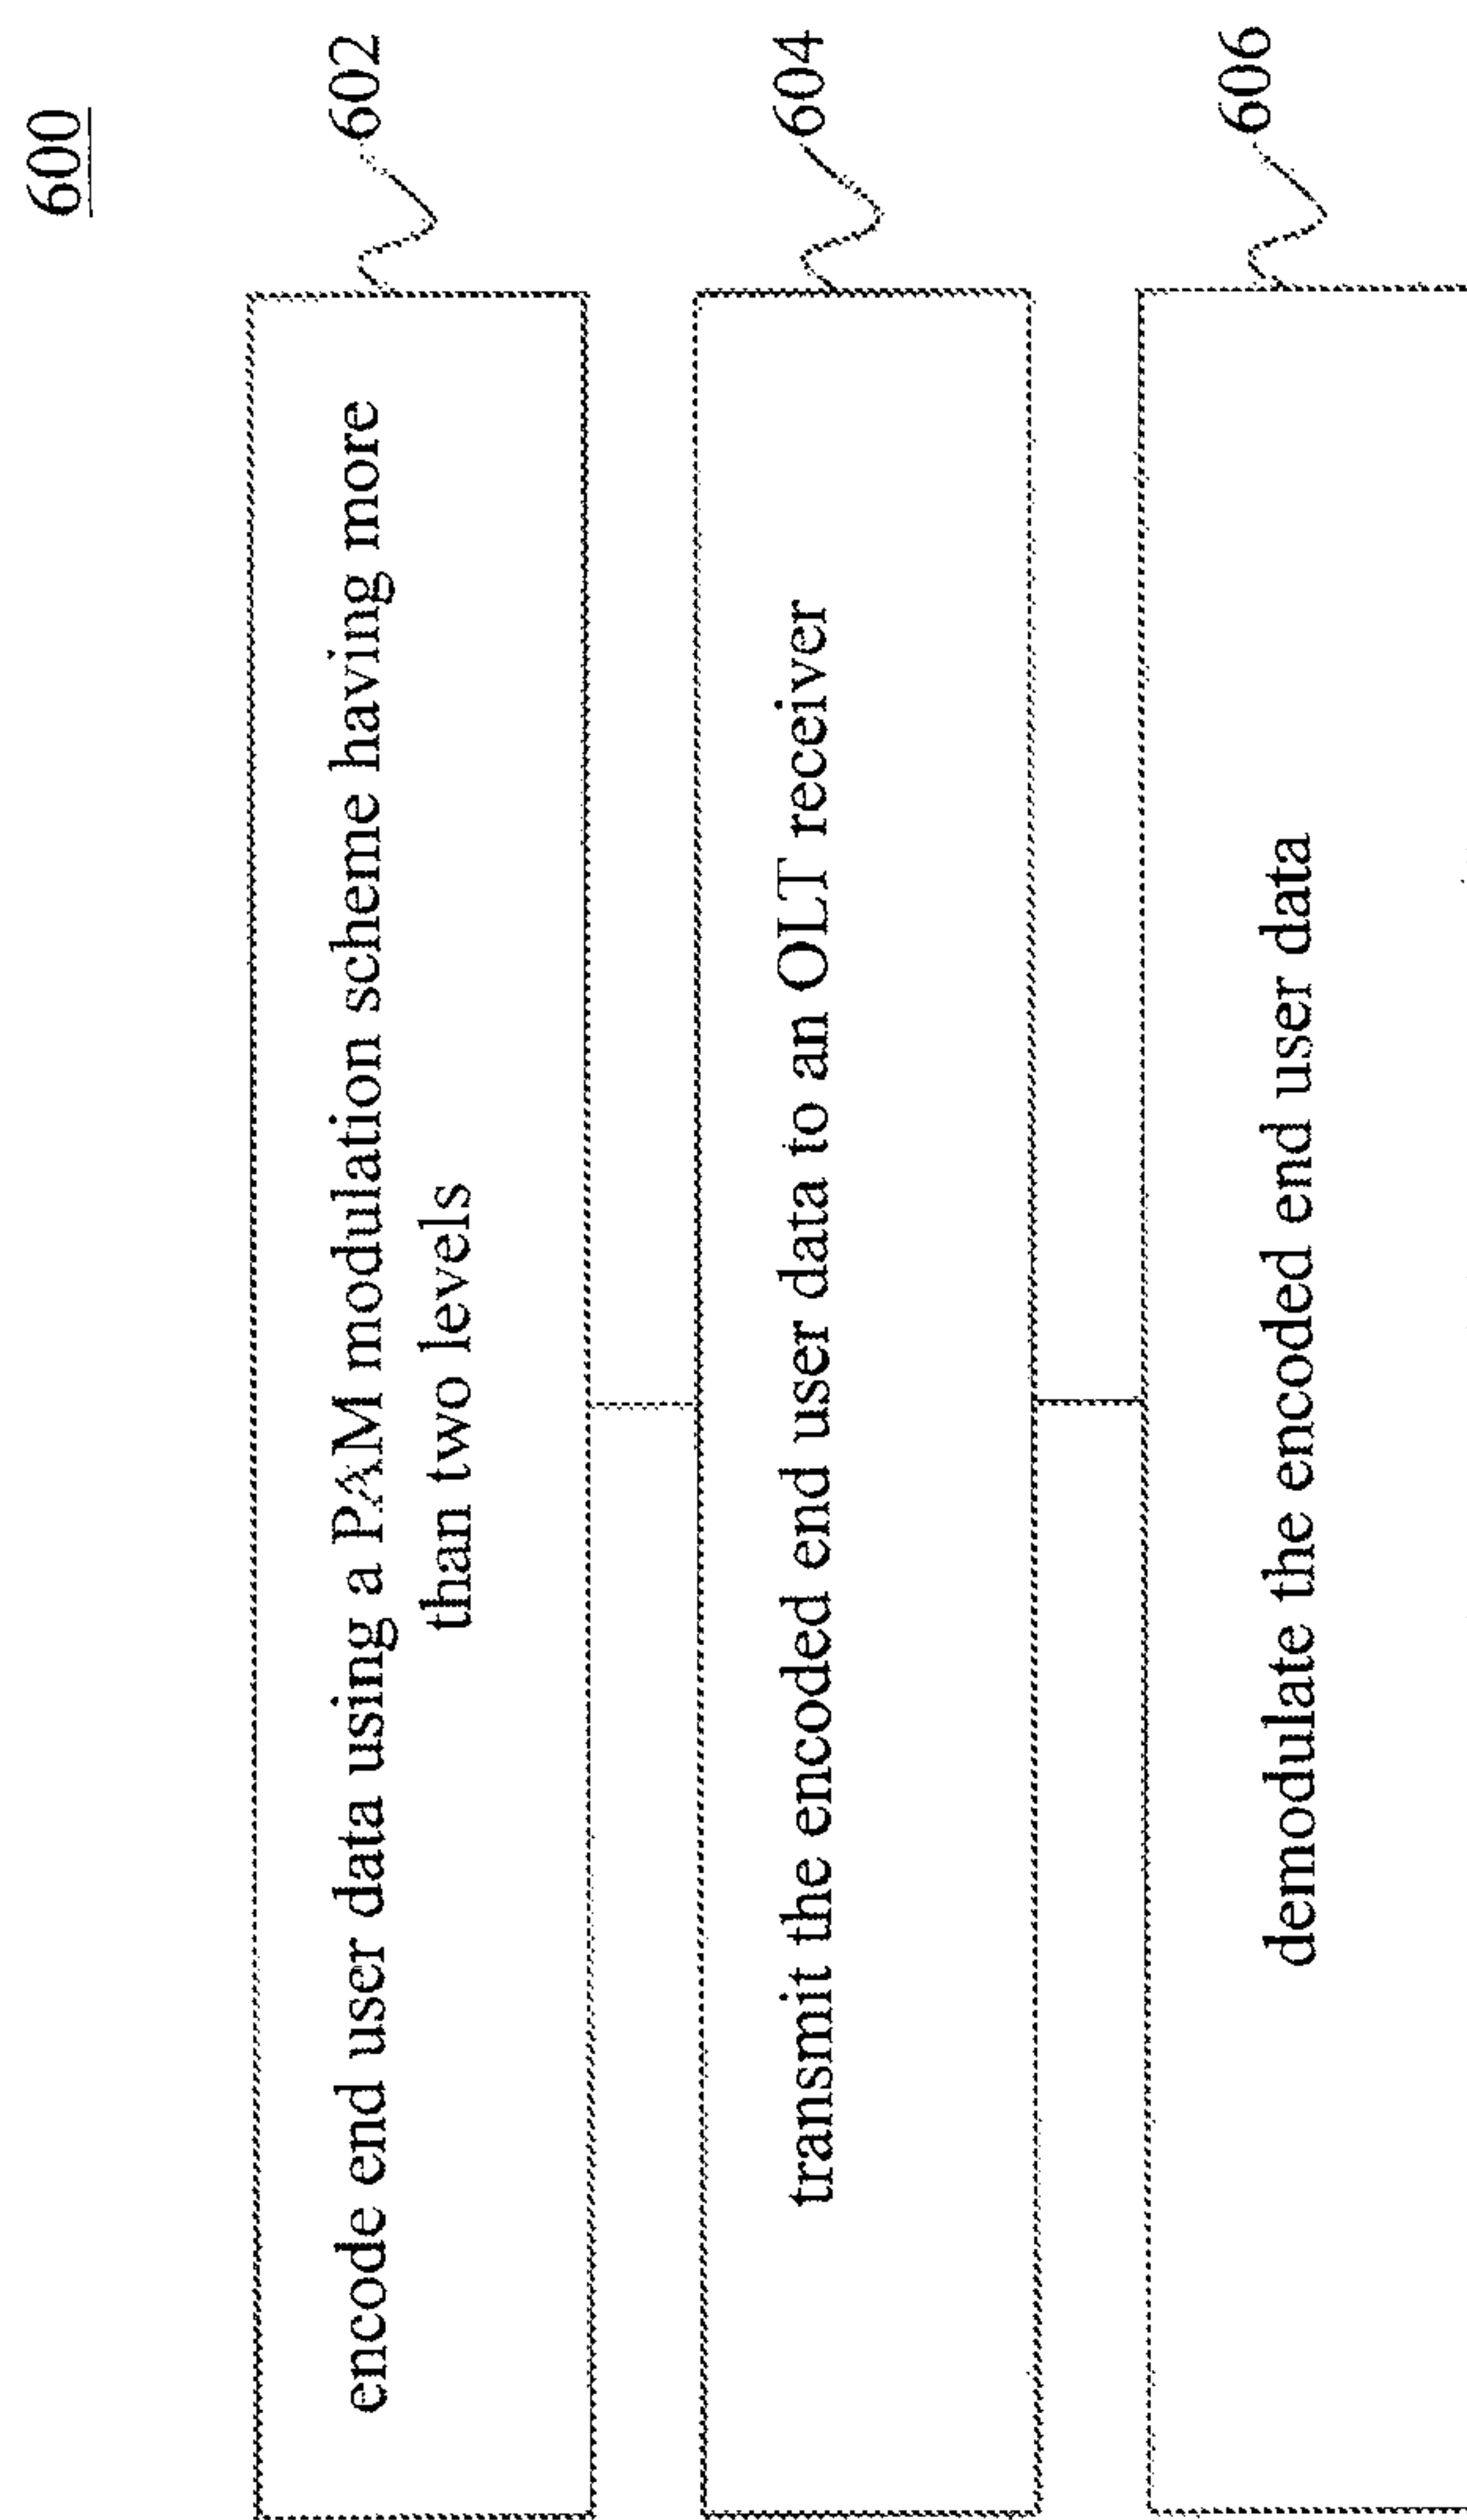 600
encode end user data using a PAM modulation scheme having more
than two levels
602
transmit the encoded end user data to an OLT receiver
604
demodulate the encoded end user data
606